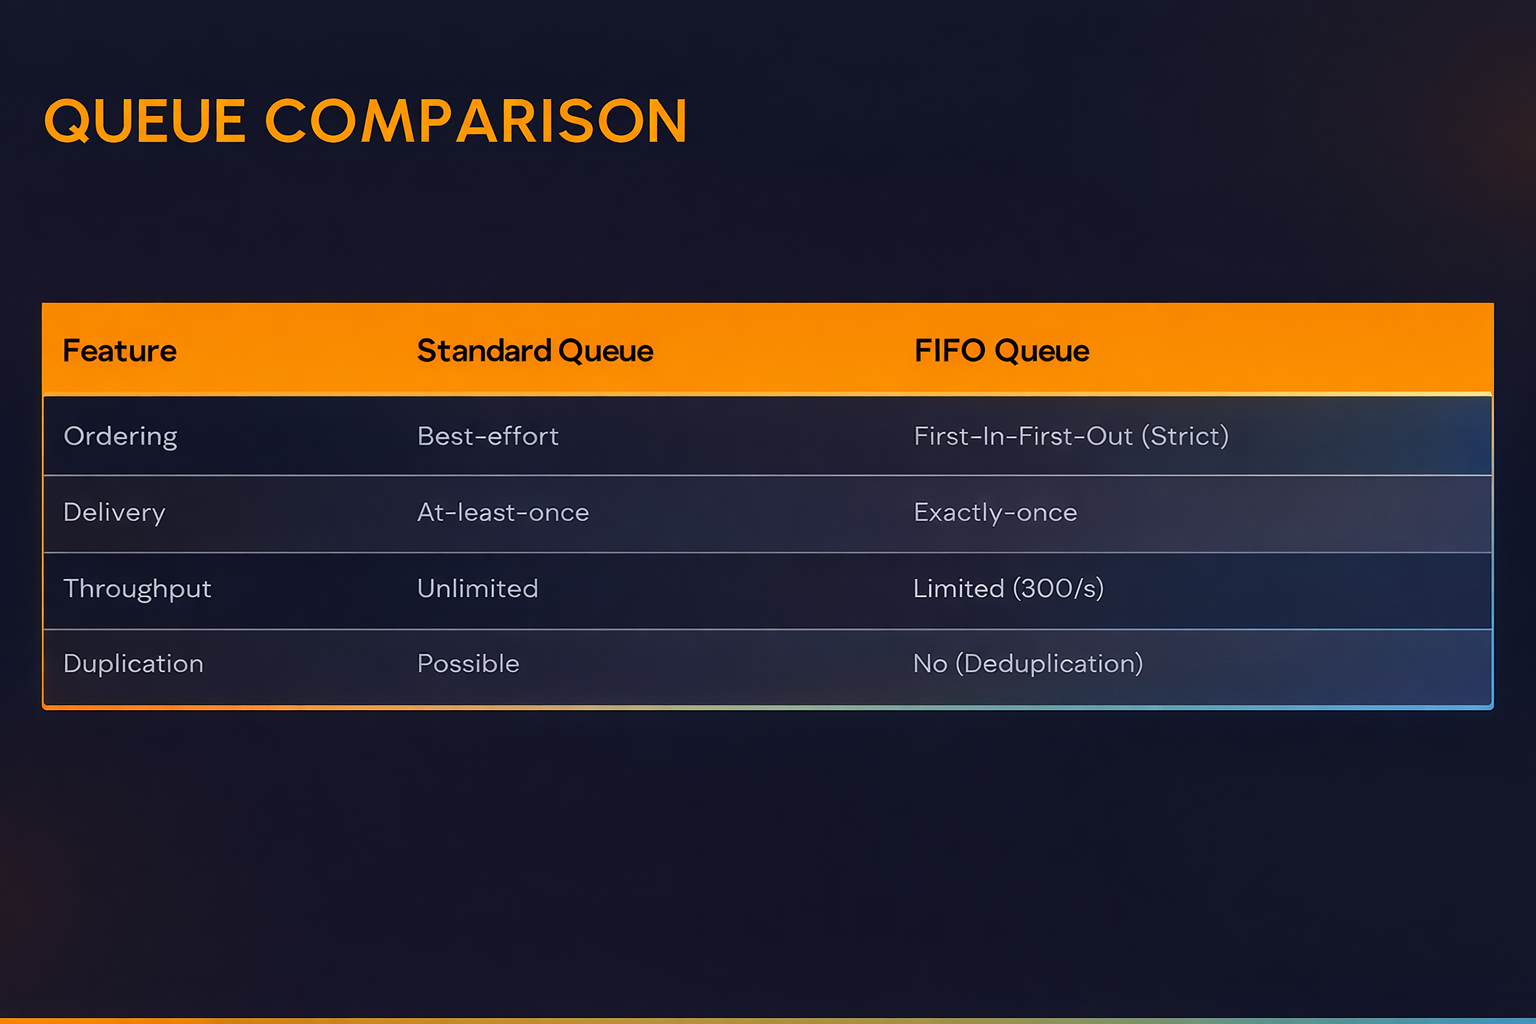 QUEUE COMPARISON
Feature Standard Queue FIFO Queue
Ordering Best-effort First-In-First-Out (Strict)
Delivery At-least-once Exactly-once
Throughput Unlimited Limited (300/s)
Duplication Possible No (Deduplication)